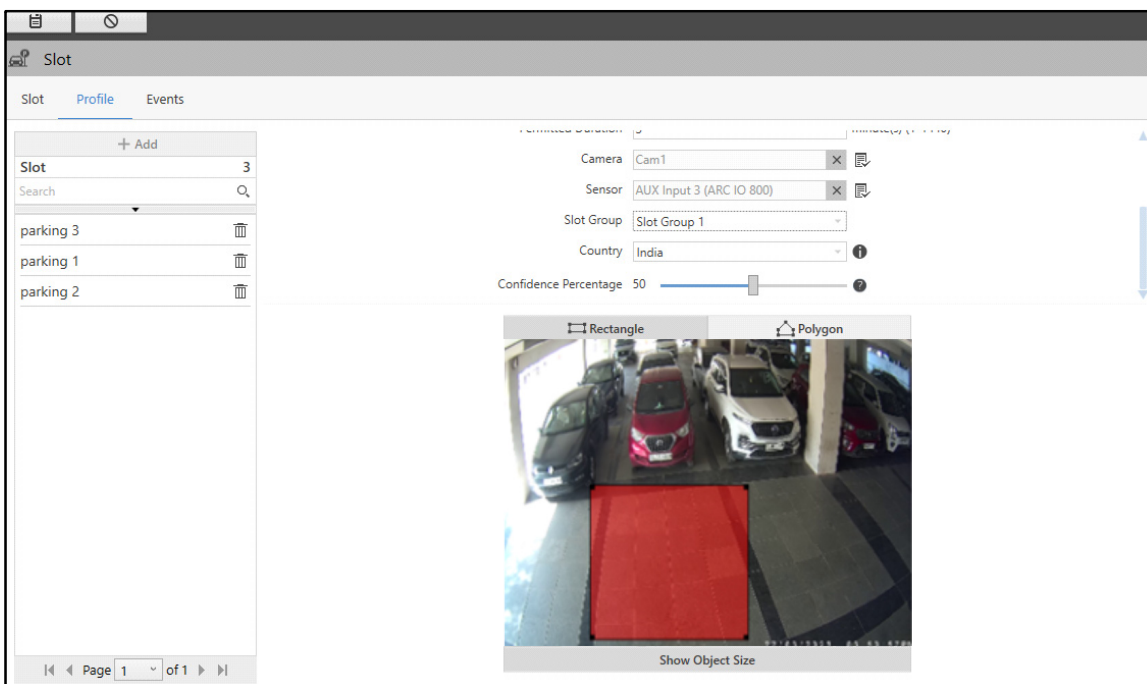 Slot
Slot Profile Events
+ Add
Slot 3
Search
parking 3
parking 1
parking 2
Page 1 of 1
Permitted Duration
Camera Cam1
Sensor AUX Input 3 (ARC IO 800)
Slot Group Slot Group 1
Country India
Confidence Percentage 50
Rectangle Polygon
Show Object Size